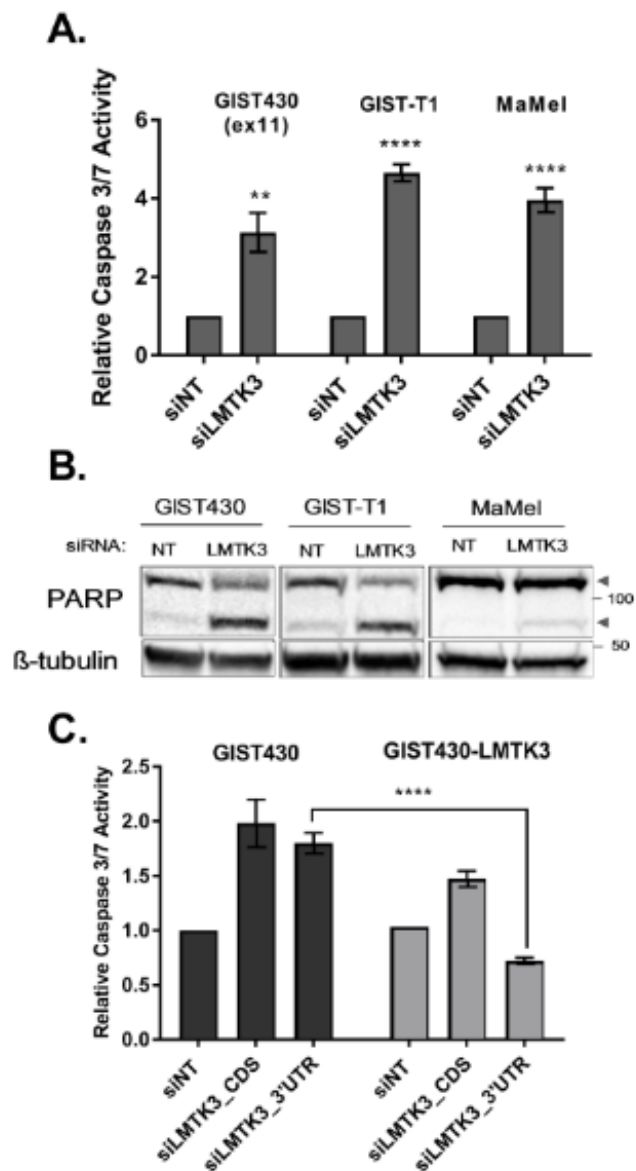 A.
GIST430
(ex11)
GIST-T1
MaMel
Relative Caspase 3/7 Activity
6
4
2
0
**
****
****
siNT
siLMTK3
siNT
siLMTK3
siNT
siLMTK3
B.
GIST430
GIST-T1
MaMel
siRNA:
NT
LMTK3
NT
LMTK3
NT
LMTK3
PARP
100
ß-tubulin
50
C.
GIST430
GIST430-LMTK3
Relative Caspase 3/7 Activity
2.5
2.0
1.5
1.0
0.5
0.0
****
siNT
siLMTK3_CDS
siLMTK3_3'UTR
siNT
siLMTK3_CDS
siLMTK3_3'UTR